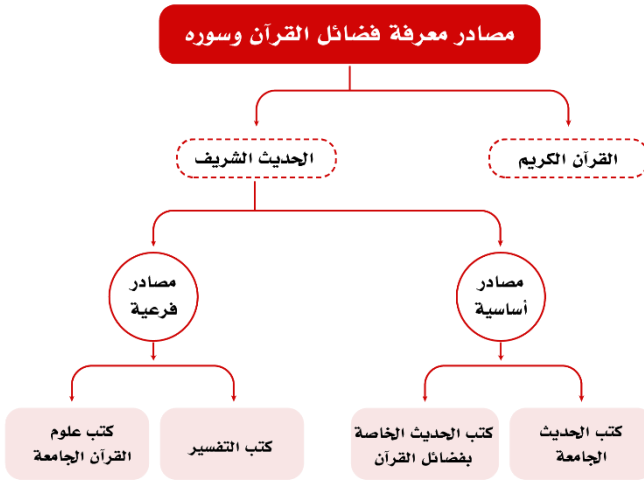 مصادر معرفة فضائل القرآن وسوره
القرآن الكريم
الحديث الشريف
مصادر
أساسية
مصادر
فرعية
كتب الحديث
الجامعة
كتب الحديث الخاصة
بفضائل القرآن
كتب التفسير
كتب علوم
القرآن الجامعة